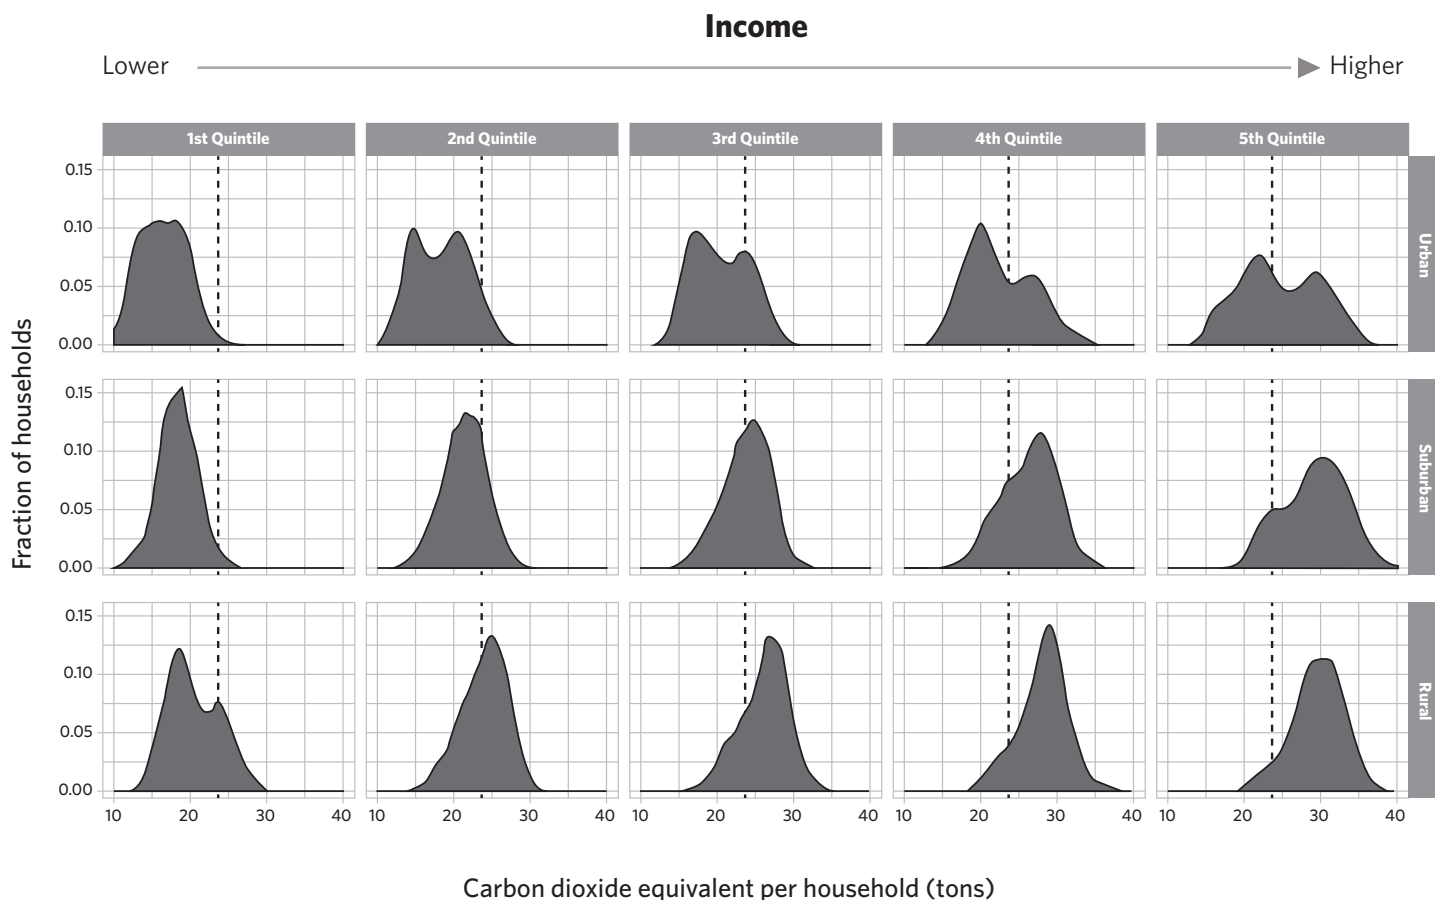 Income
Lower Higher
1st Quintile 2nd Quintile 3rd Quintile 4th Quintile 5th Quintile
0.15
0.10
0.05
0.00
Urban
0.15
0.10
0.05
0.00
Suburban
0.15
0.10
0.05
0.00
Rural
Fraction of households
10 20 30 40 10 20 30 40 10 20 30 40 10 20 30 40 10 20 30 40
Carbon dioxide equivalent per household (tons)